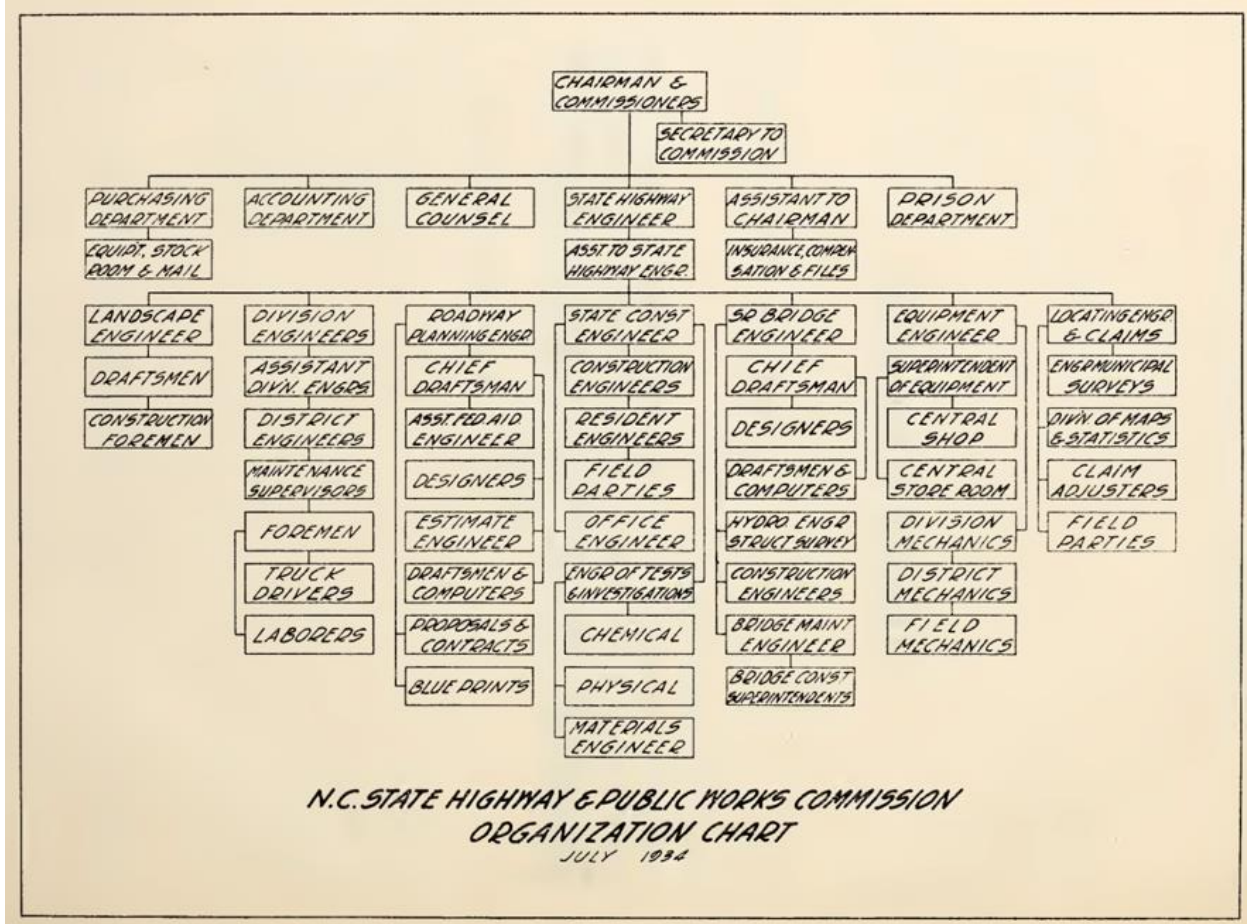 CHAIRMAN &
COMMISSIONERS
SECRETARY TO
COMMISSION
PURCHASING
DEPARTMENT
ACCOUNTING
DEPARTMENT
GENERAL
COUNSEL
STATE HIGHWAY
ENGINEER
ASSISTANT TO
CHAIRMAN
PRISON
DEPARTMENT
EQUIPT, STOCK
ROOM & MAIL
ASST. TO STATE
HIGHWAY ENGR.
INSURANCE, COMPEN-
SATION & FILES
LANDSCAPE
ENGINEER
DRAFTSMEN
CONSTRUCTION
FOREMEN
DIVISION
ENGINEERS
ASSISTANT
DIV'N. ENGRS
DISTRICT
ENGINEERS
MAINTENANCE
SUPERVISORS
FOREMEN
TRUCK
DRIVERS
LABORERS
ROADWAY
PLANNING ENGR.
CHIEF
DRAFTSMAN
ASST. FED. AID
ENGINEER
DESIGNERS
ESTIMATE
ENGINEER
DRAFTSMEN &
COMPUTERS
PROPOSALS &
CONTRACTS
BLUE PRINTS
STATE CONST
ENGINEER
CONSTRUCTION
ENGINEERS
RESIDENT
ENGINEERS
FIELD
PARTIES
OFFICE
ENGINEER
ENGR OF TESTS
& INVESTIGATIONS
CHEMICAL
PHYSICAL
MATERIALS
ENGINEER
SR BRIDGE
ENGINEER
CHIEF
DRAFTSMAN
DESIGNERS
DRAFTSMEN &
COMPUTERS
HYDRO. ENGR
STRUCT SURVEY
CONSTRUCTION
ENGINEERS
BRIDGE MAINT
ENGINEER
BRIDGE CONST
SUPERINTENDENTS
EQUIPMENT
ENGINEER
SUPERINTENDENT
OF EQUIPMENT
CENTRAL
SHOP
CENTRAL
STORE ROOM
DIVISION
MECHANICS
DISTRICT
MECHANICS
FIELD
MECHANICS
LOCATING ENGR
& CLAIMS
ENGR MUNICIPAL
SURVEYS
DIV'N. OF MAPS
& STATISTICS
CLAIM
ADJUSTERS
FIELD
PARTIES
N.C. STATE HIGHWAY & PUBLIC WORKS COMMISSION
ORGANIZATION CHART
JULY 1934